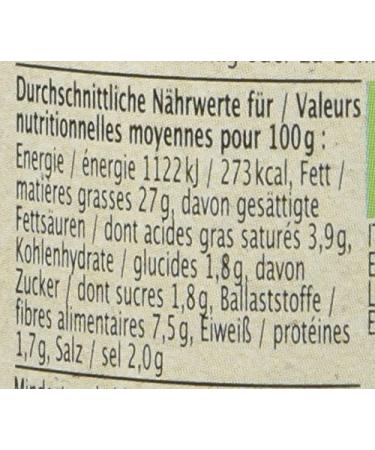 Durchschnittliche Nährwerte für / Valeurs
nutritionnelles moyennes pour 100g :
Energie / énergie 1122kJ / 273kcal, Fett /
matières grasses 27g, davon gesättigte
Fettsäuren / dont acides gras saturés 3,9g,
Kohlenhydrate / glucides 1,8g, davon
Zucker / dont sucres 1,8g, Ballaststoffe /
fibres alimentaires 7,5g, Eiweiß / protéines
1,7g, Salz / sel 2,0g